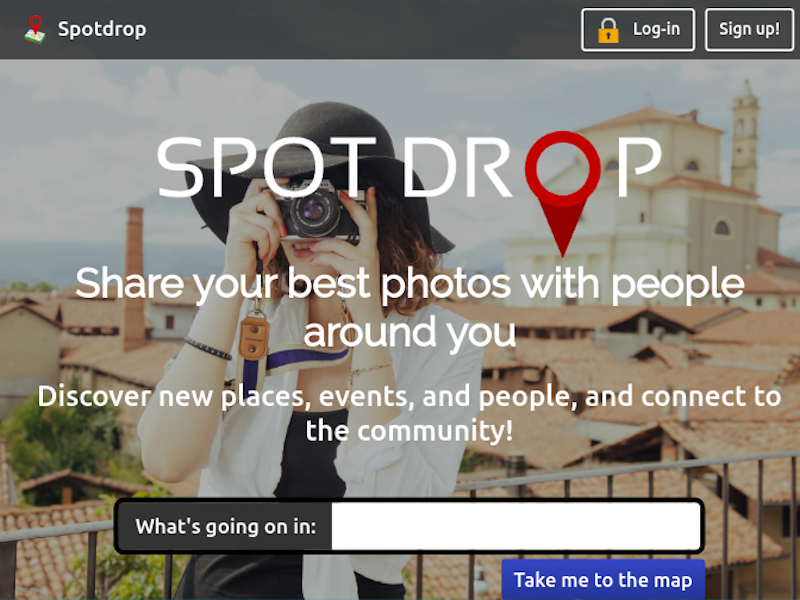 Spotdrop
Log-in
Sign up!
SPOT DROP
Share your best photos with people
around you
Discover new places, events, and people, and connect to
the community!
What's going on in:
Take me to the map